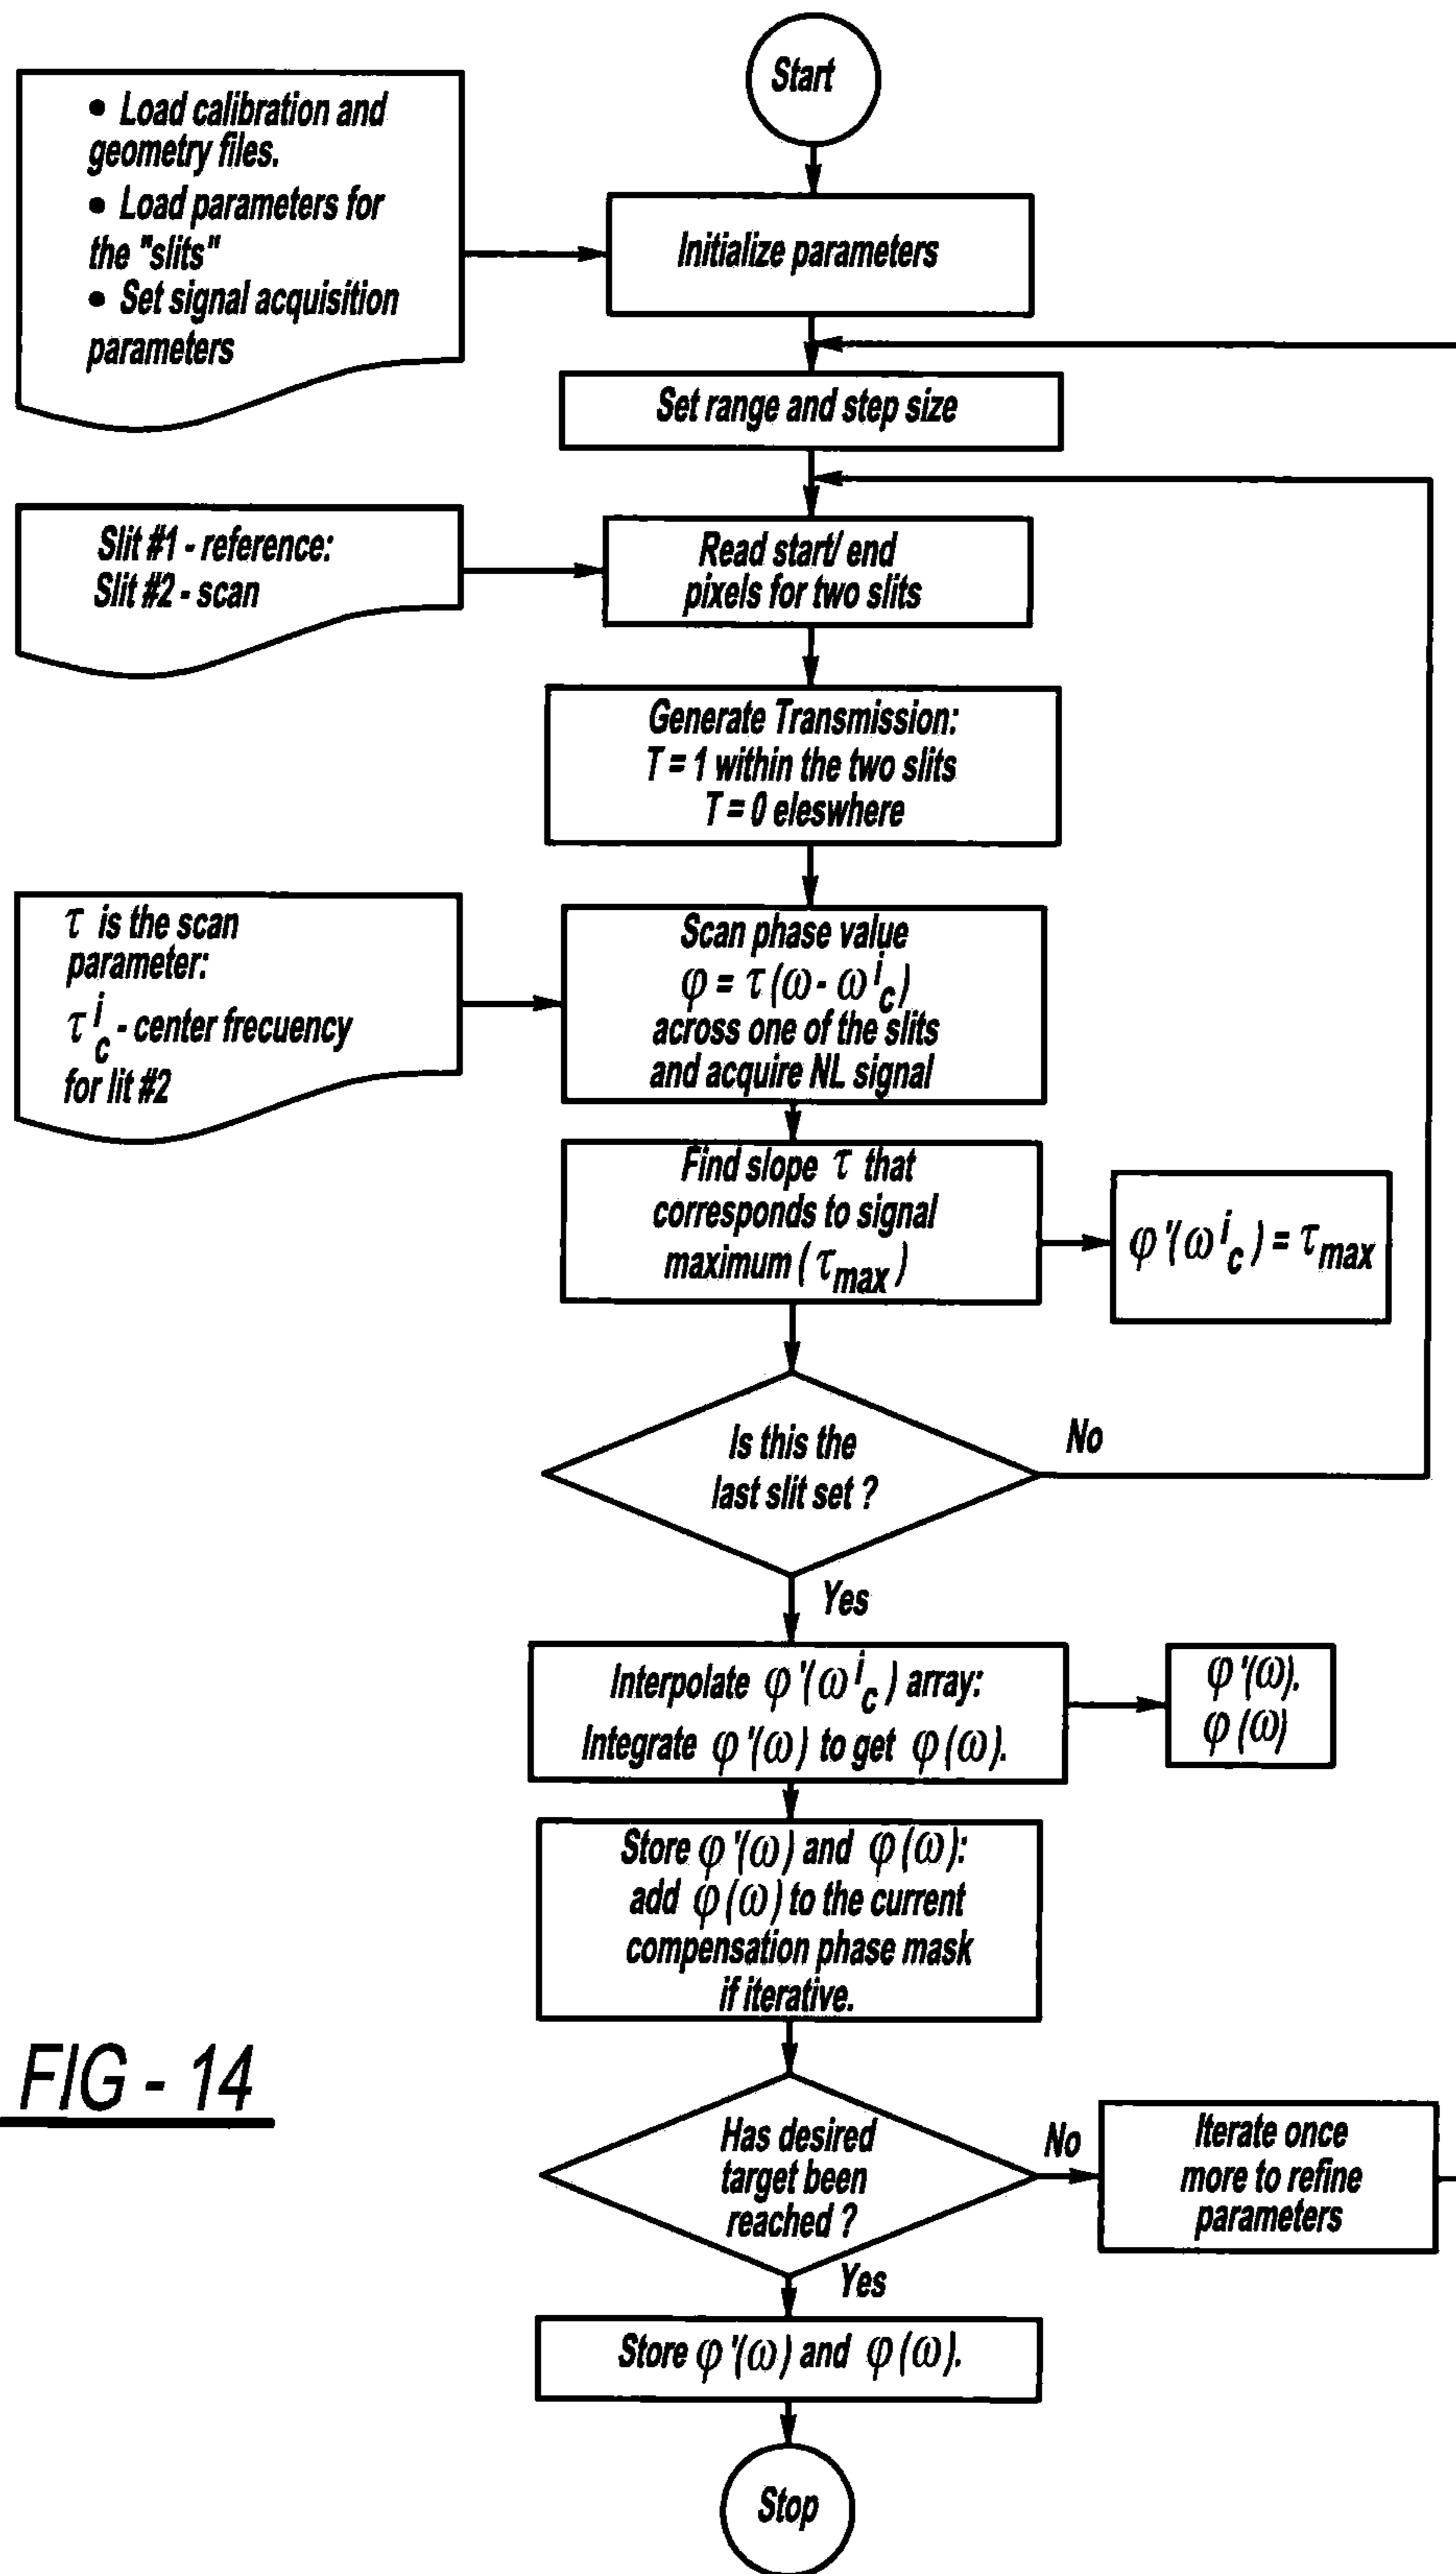 Start
• Load calibration and
geometry files.
• Load parameters for
the "slits"
• Set signal acquisition
parameters
Initialize parameters
Set range and step size
Slit #1 - reference:
Slit #2 - scan
Read start/ end
pixels for two slits
Generate Transmission:
T = 1 within the two slits
T = 0 eleswhere
τ is the scan
parameter:
τ^i_c - center frecuency
for lit #2
Scan phase value
φ = τ(ω - ω^i_c)
across one of the slits
and acquire NL signal
Find slope τ that
corresponds to signal
maximum (τ_max)
φ'(ω^i_c) = τ_max
Is this the
last slit set ?
No
Yes
Interpolate φ'(ω^i_c) array:
Integrate φ'(ω) to get φ(ω).
φ'(ω).
φ(ω)
Store φ'(ω) and φ(ω):
add φ(ω) to the current
compensation phase mask
if iterative.
Has desired
target been
reached ?
No
Iterate once
more to refine
parameters
Yes
Store φ'(ω) and φ(ω).
Stop
FIG - 14